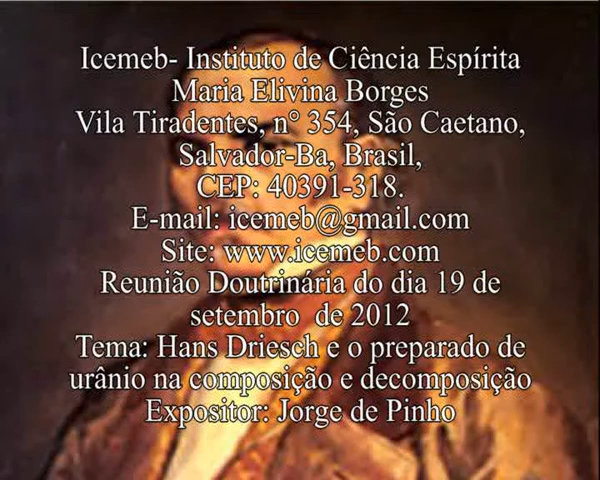 Icemeb- Instituto de Ciência Espírita
Maria Elivina Borges
Vila Tiradentes, n° 354, São Caetano,
Salvador-Ba, Brasil,
CEP: 40391-318.
E-mail: icemeb@gmail.com
Site: www.icemeb.com
Reunião Doutrinária do dia 19 de
setembro de 2012
Tema: Hans Driesch e o preparado de
urânio na composição e decomposição
Expositor: Jorge de Pinho